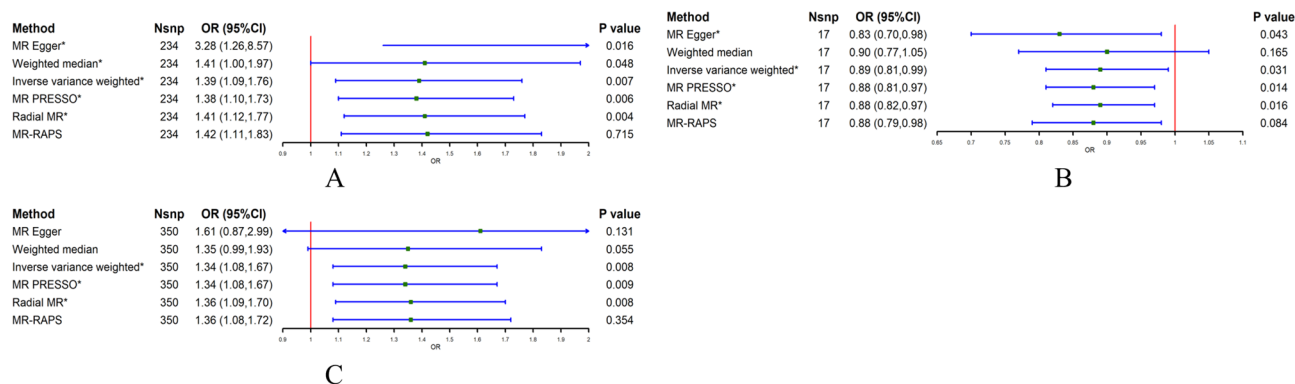 Method Nsnp OR (95%CI) P value
MR Egger* 234 3.28 (1.26,8.57) 0.016
Weighted median* 234 1.41 (1.00,1.97) 0.048
Inverse variance weighted* 234 1.39 (1.09,1.76) 0.007
MR PRESSO* 234 1.38 (1.10,1.73) 0.006
Radial MR* 234 1.41 (1.12,1.77) 0.004
MR-RAPS 234 1.42 (1.11,1.83) 0.715
0.9 1 1.1 1.2 1.3 1.4 1.5 1.6 1.7 1.8 1.9 2
OR
A
Method Nsnp OR (95%CI) P value
MR Egger* 17 0.83 (0.70,0.98) 0.043
Weighted median 17 0.90 (0.77,1.05) 0.165
Inverse variance weighted* 17 0.89 (0.81,0.99) 0.031
MR PRESSO* 17 0.88 (0.81,0.97) 0.014
Radial MR* 17 0.88 (0.82,0.97) 0.016
MR-RAPS 17 0.88 (0.79,0.98) 0.084
0.65 0.7 0.75 0.8 0.85 0.9 0.95 1 1.05 1.1
OR
B
Method Nsnp OR (95%CI) P value
MR Egger 350 1.61 (0.87,2.99) 0.131
Weighted median 350 1.35 (0.99,1.93) 0.055
Inverse variance weighted* 350 1.34 (1.08,1.67) 0.008
MR PRESSO* 350 1.34 (1.08,1.67) 0.009
Radial MR* 350 1.36 (1.09,1.70) 0.008
MR-RAPS 350 1.36 (1.08,1.72) 0.354
0.9 1 1.1 1.2 1.3 1.4 1.5 1.6 1.7 1.8 1.9 2
OR
C